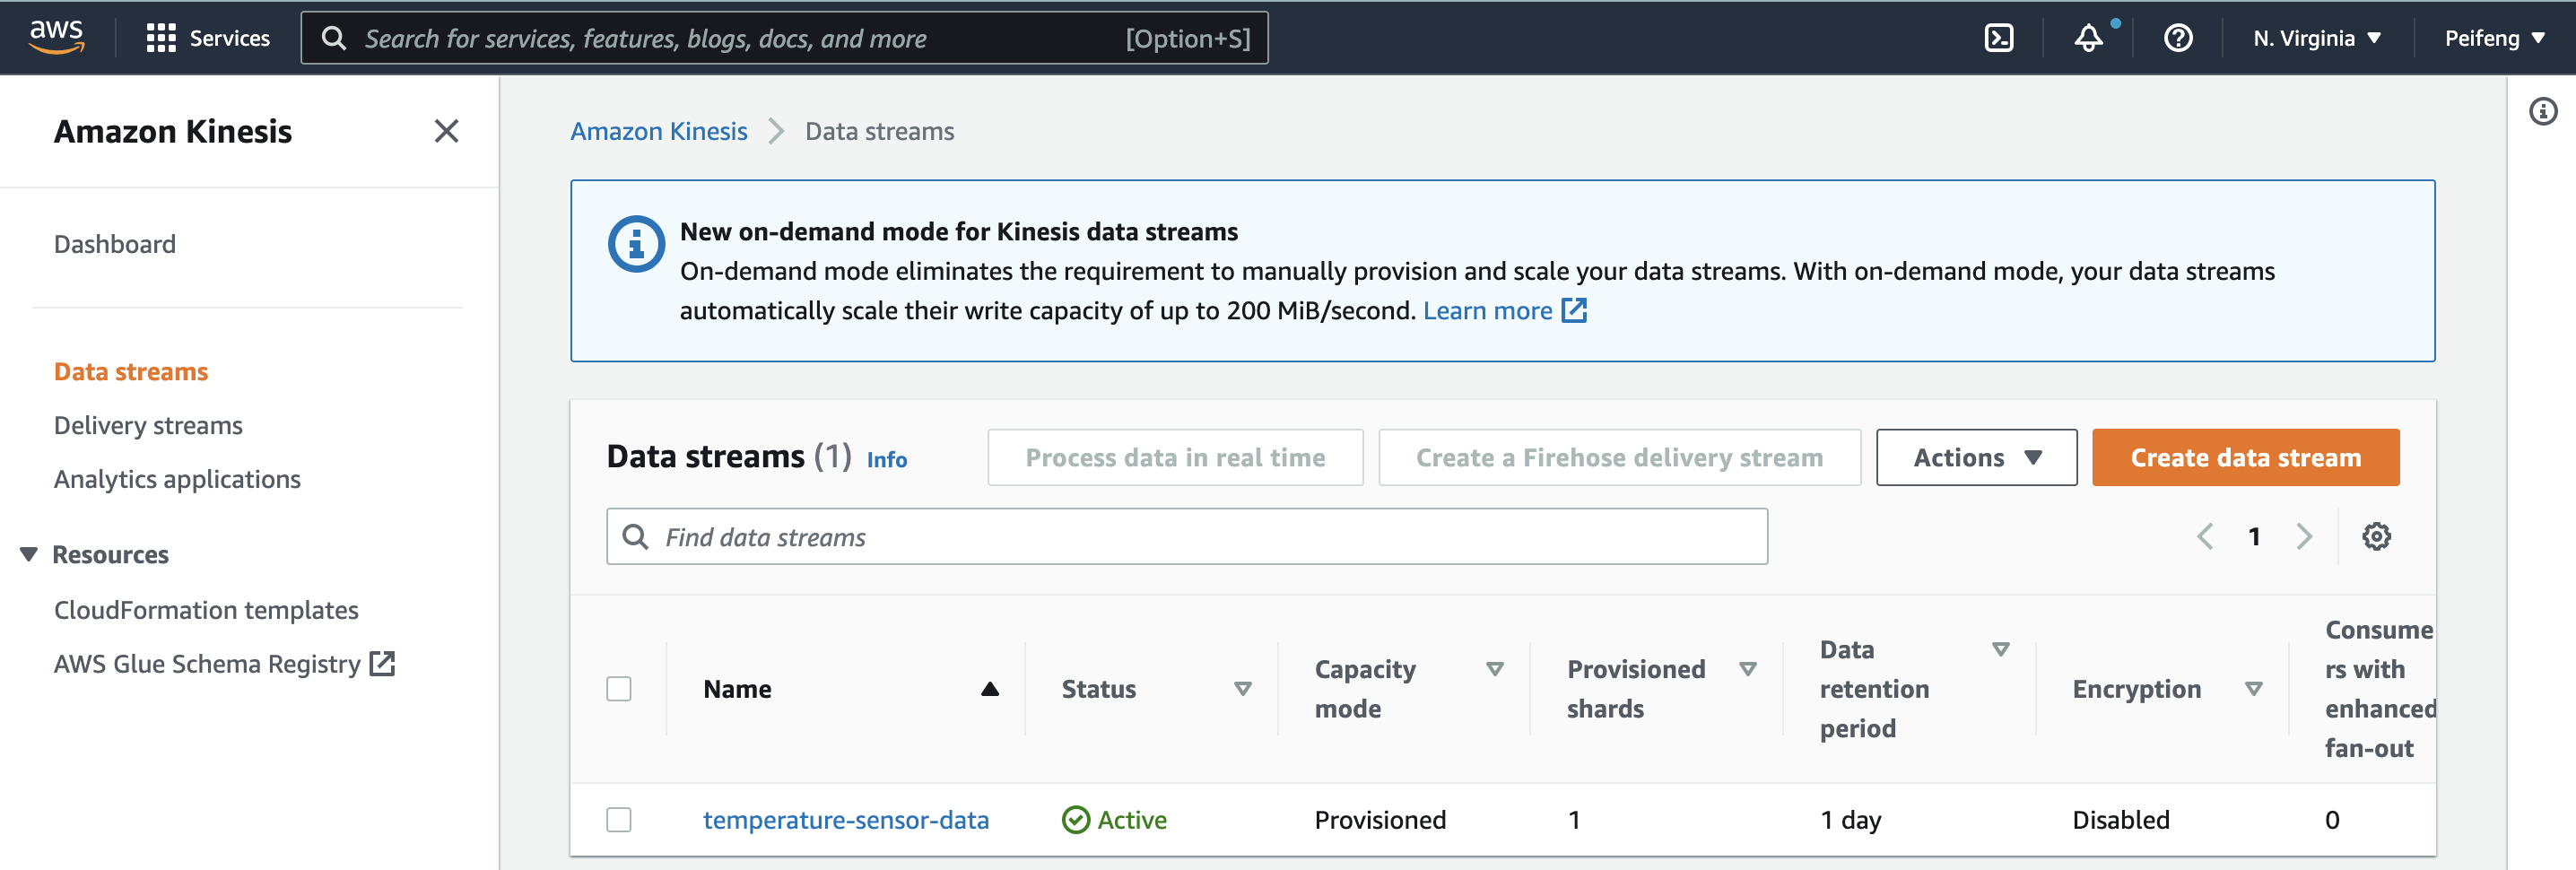 aws
Services
Search for services, features, blogs, docs, and more [Option+S]
N. Virginia
Peifeng
Amazon Kinesis
Dashboard
Data streams
Delivery streams
Analytics applications
Resources
CloudFormation templates
AWS Glue Schema Registry
Amazon Kinesis Data streams
New on-demand mode for Kinesis data streams
On-demand mode eliminates the requirement to manually provision and scale your data streams. With on-demand mode, your data streams
automatically scale their write capacity of up to 200 MiB/second. Learn more
Data streams (1) Info
Process data in real time
Create a Firehose delivery stream
Actions
Create data stream
Find data streams
1
Name
Status
Capacity
mode
Provisioned
shards
Data
retention
period
Encryption
Consume
rs with
enhanced
fan-out
temperature-sensor-data Active Provisioned 1 1 day Disabled 0